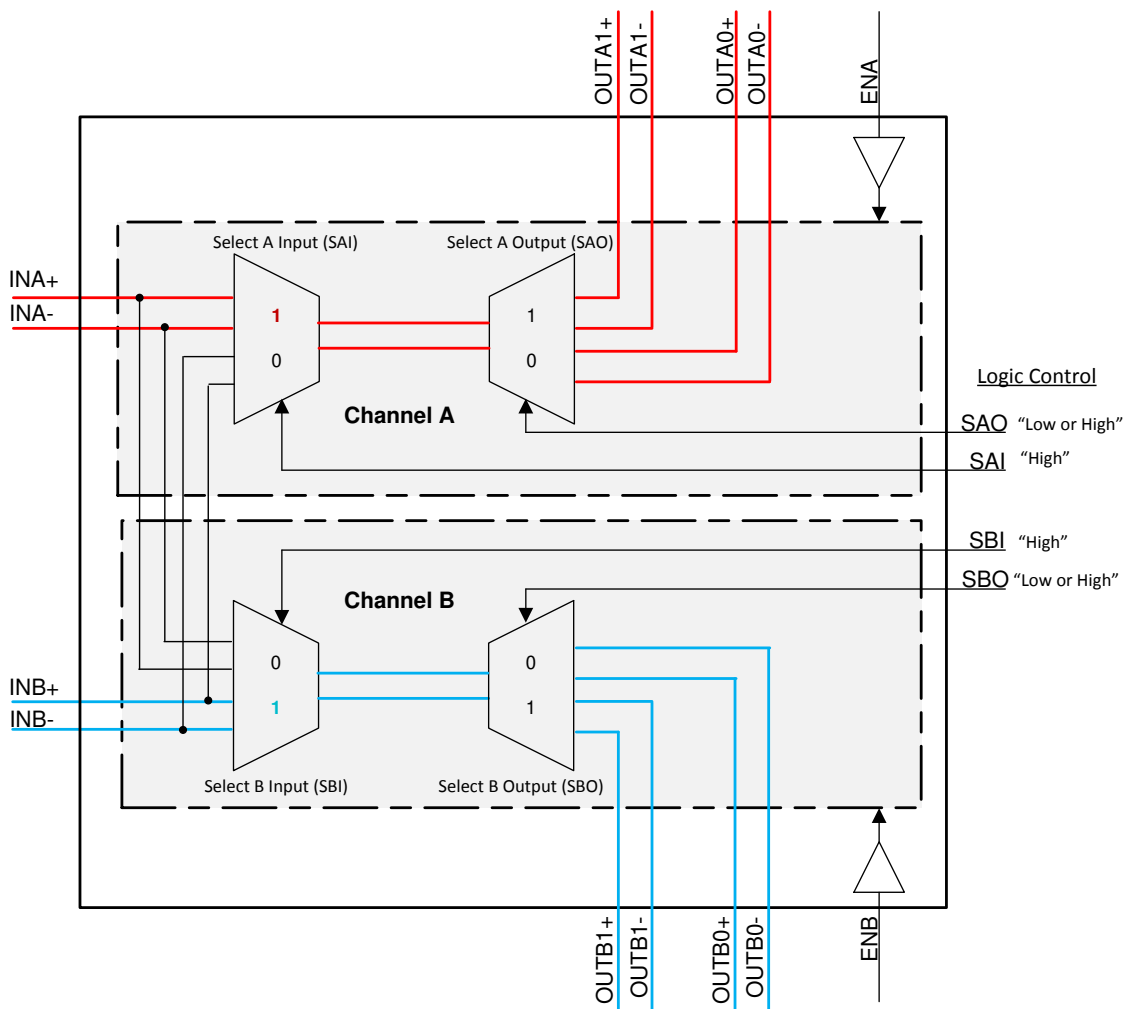 OUTA1+
OUTA1-
OUTA0+
OUTA0-
ENA
Select A Input (SAI)
Select A Output (SAO)
INA+
INA-
1
0
1
0
Channel A
Logic Control
SAO "Low or High"
SAI "High"
SBI "High"
SBO "Low or High"
Channel B
0
1
0
1
INB+
INB-
Select B Input (SBI)
Select B Output (SBO)
OUTB1+
OUTB1-
OUTB0+
OUTB0-
ENB